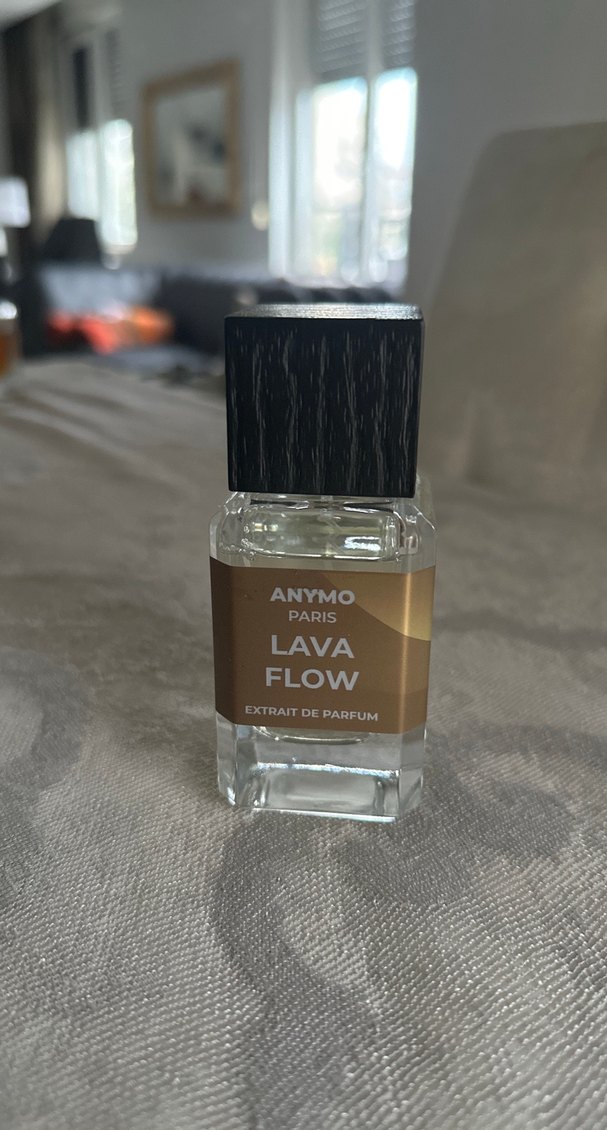 ANYMO
PARIS
LAVA
FLOW
EXTRAIT DE PARFUM